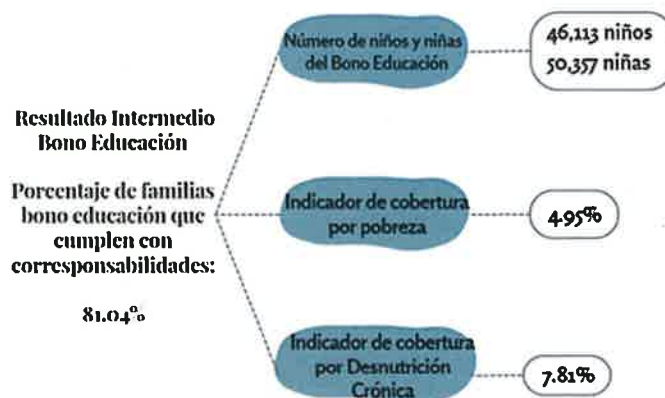 Resultado Intermedio
Bono Educación
Porcentaje de familias
bono educación que
cumplen con
corresponsabilidades:
81.04%
Número de niños y niñas
del Bono Educación
46,113 niños
50,357 niñas
Indicador de cobertura
por pobreza
4.95%
Indicador de cobertura
por Desnutrición
Crónica
7.81%